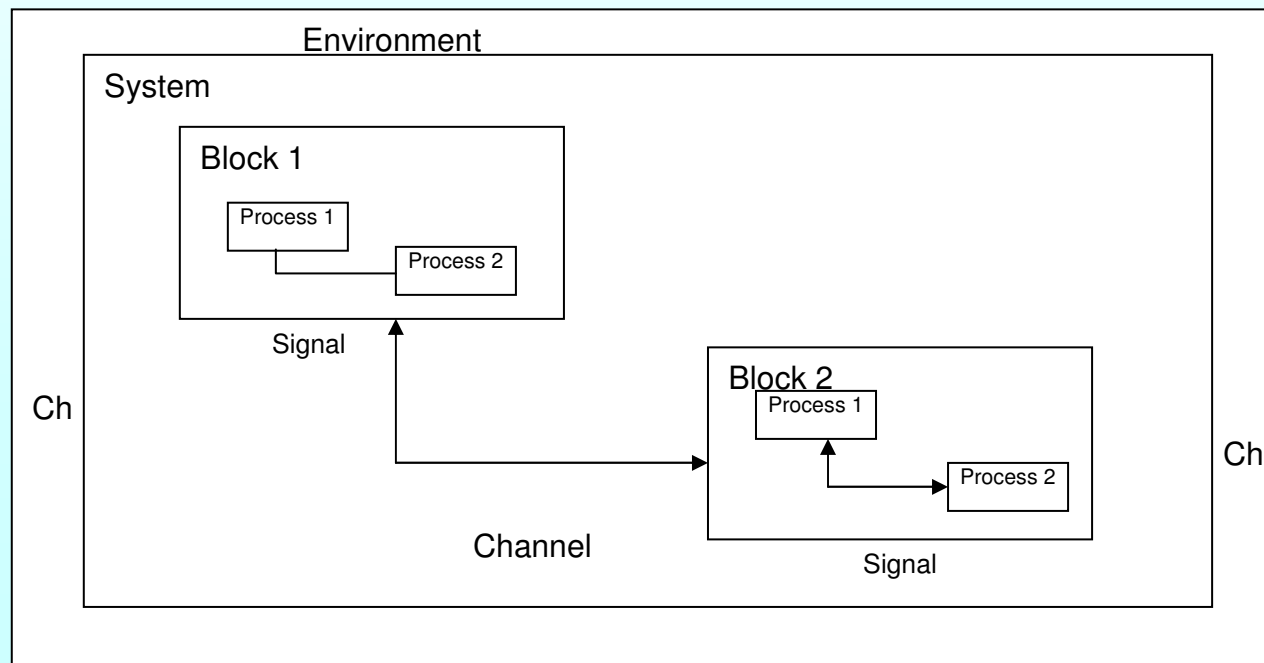 Environment
System
Block 1
Process 1
Process 2
Signal
Block 2
Process 1
Ch
Ch
Process 2
Channel
Signal